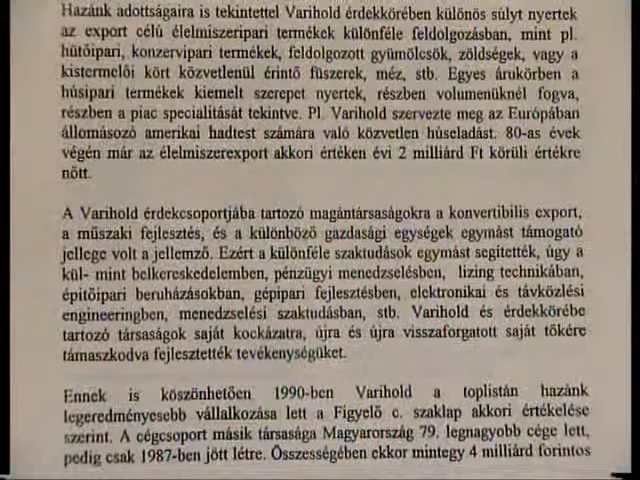 Hazánk adottságaira is tekintettel Varihold érdekkörében különös súlyt nyertek
az export célú élelmiszeripari termékek különféle feldolgozásban, mint pl.
hűtőipari, konzervipari termékek, feldolgozott gyümölcsök, zöldségek, vagy a
kistermelői kört közvetlenül érintő fűszerek, méz, stb. Egyes árukörben a
húsipari termékek kiemelt szerepet nyertek, részben volumenüknél fogva,
részben a piac specialitását tekintve. Pl. Varihold szervezte meg az Európában
állomásozó amerikai hadtest számára való közvetlen húseladást. 80-as évek
végén már az élelmiszerexport akkori értéken évi 2 milliárd Ft körüli értékre
nőtt.
A Varihold érdekcsoportjába tartozó magántársaságokra a konvertibilis export,
a műszaki fejlesztés, és a különböző gazdasági egységek egymást támogató
jellege volt a jellemző. Ezért a különféle szaktudások egymást segítették, úgy a
kül- mint belkereskedelemben, pénzügyi menedzselésben, lizing technikában,
építőipari beruházásokban, gépipari fejlesztésben, elektronikai és távközlési
engineeringben, menedzselési szaktudásban, stb. Varihold és érdekkörébe
tartozó társaságok saját kockázatra, újra és újra visszaforgatott saját tőkére
támaszkodva fejlesztették tevékenységüket.
Ennek is köszönhetően 1990-ben Varihold a toplistán hazánk
legeredményesebb vállalkozása lett a Figyelő c. szaklap akkori értékelése
szerint. A cégcsoport másik társasága Magyarország 79. legnagyobb cége lett,
pedig csak 1987-ben jött létre. Összességében ekkor mintegy 4 milliárd forintos